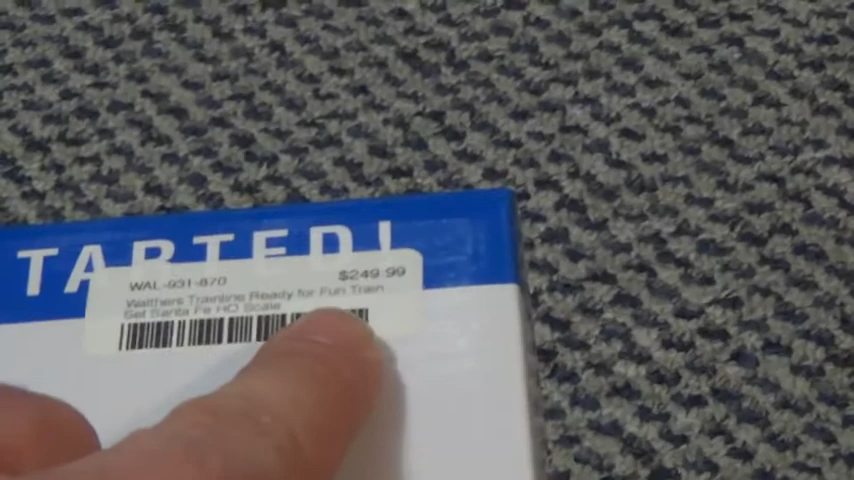 TARTED!
WAL-931-870 $249.99
Walthers Trainline Ready for Fun Train
Set Santa Fe HO Scale